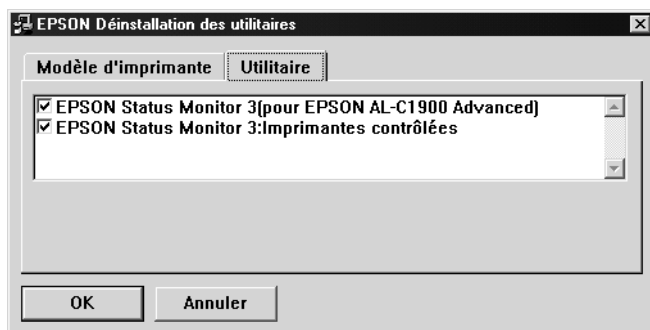 EPSON Désinstallation des utilitaires
Modèle d'imprimante Utilitaire
EPSON Status Monitor 3(pour EPSON AL-C1900 Advanced)
EPSON Status Monitor 3:Imprimantes contrôlées
OK Annuler